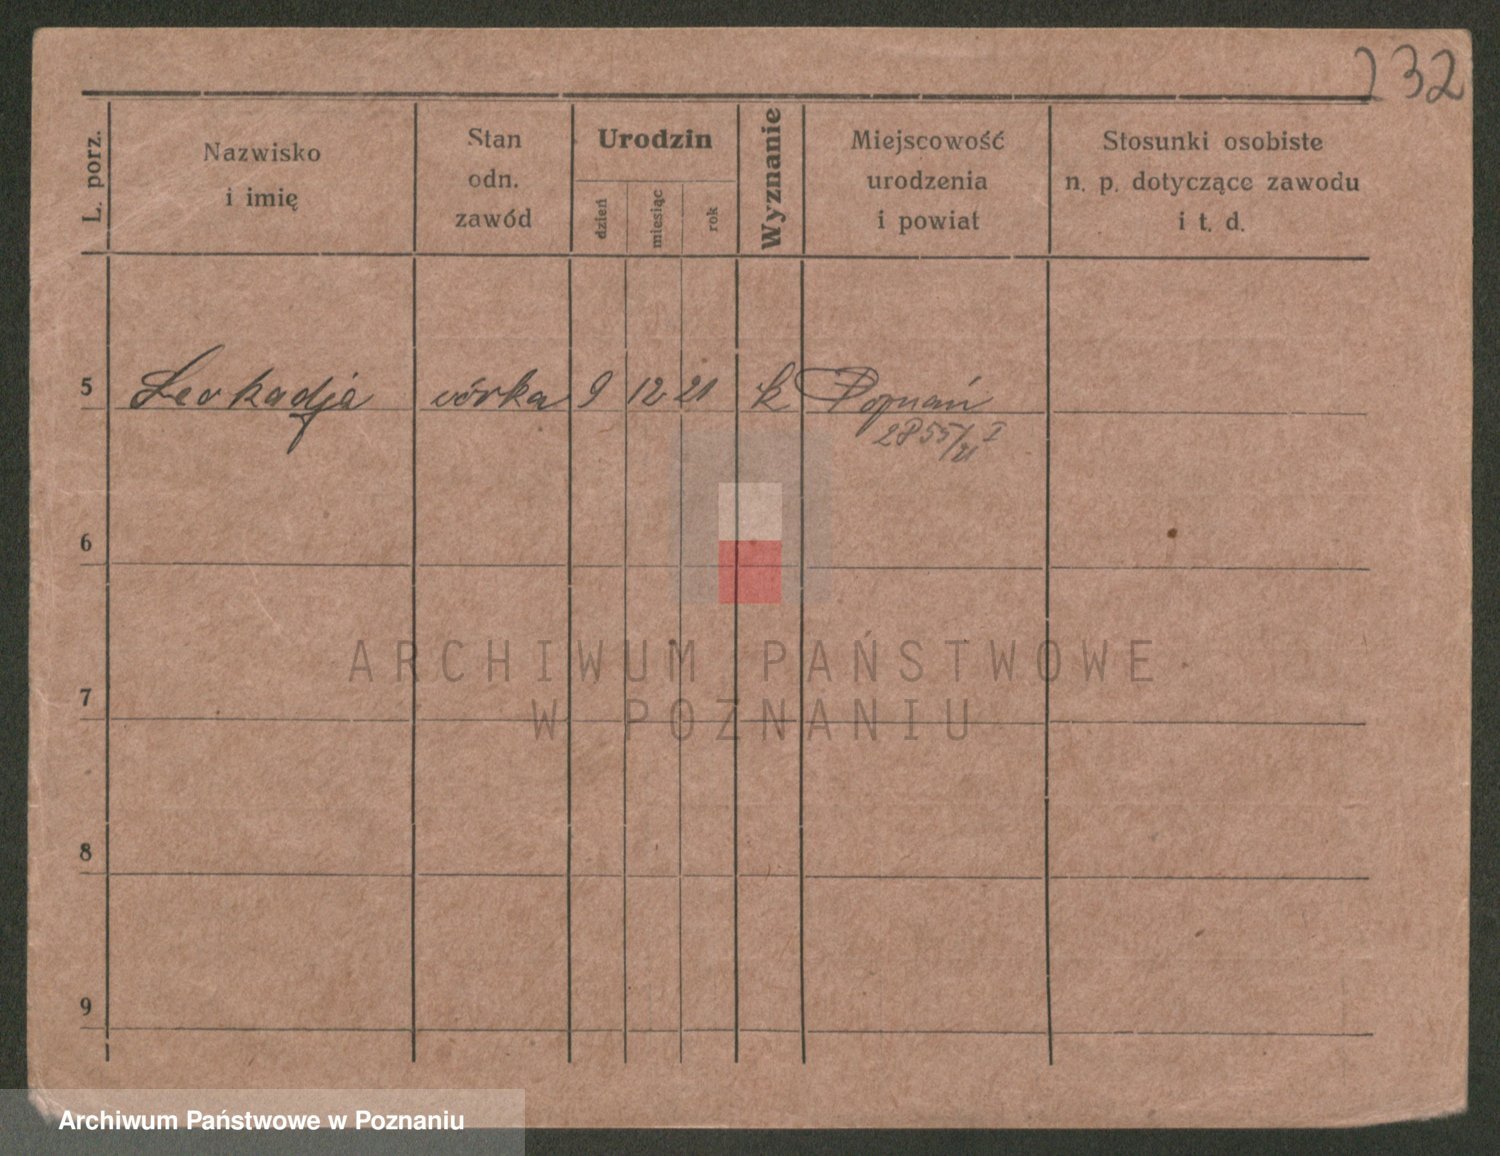 232
L. porz.
Nazwisko
i imię
Stan
odn.
zawód
Urodzin
dzień
miesiąc
rok
Wyznanie
Miejscowość
urodzenia
i powiat
Stosunki osobiste
n. p. dotyczące zawodu
i t. d.
5 Leokadja córka 9 12 21 k Poznań
2855/21 I
6
ARCHIWUM PAŃSTWOWE
7
W POZNANIU
8
9
Archiwum Państwowe w Poznaniu